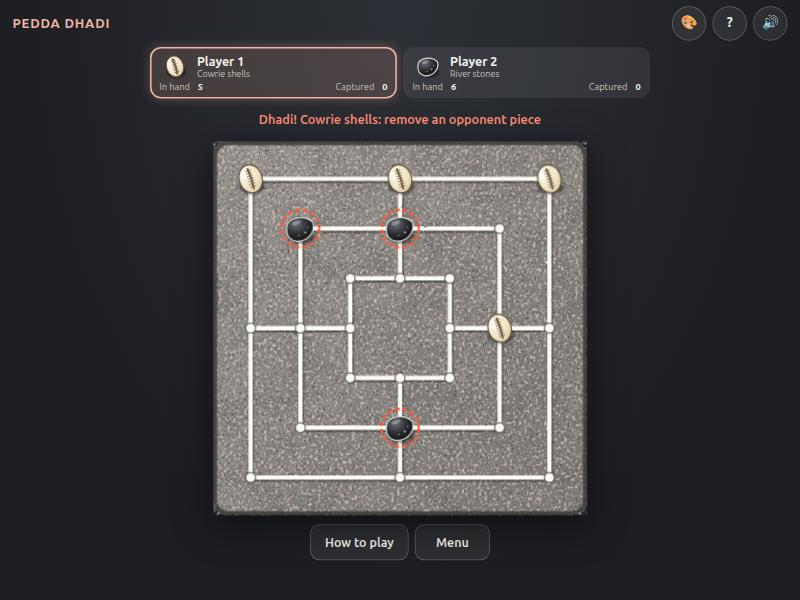 PEDDA DHADI
?
Player 1
Cowrie shells
In hand 5
Captured 0
Player 2
River stones
In hand 6
Captured 0
Dhadi! Cowrie shells: remove an opponent piece
How to play
Menu